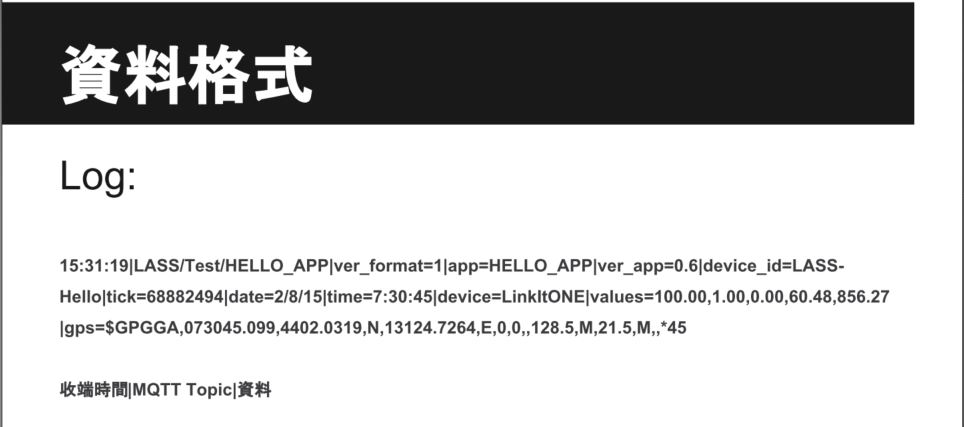 資料格式
Log:
15:31:19|LASS/Test/HELLO_APP|ver_format=1|app=HELLO_APP|ver_app=0.6|device_id=LASS-
Hello|tick=68882494|date=2/8/15|time=7:30:45|device=LinkItONE|values=100.00,1.00,0.00,60.48,856.27
|gps=$GPGGA,073045.099,4402.0319,N,13124.7264,E,0,0,,128.5,M,21.5,M,,*45
收端時間|MQTT Topic|資料